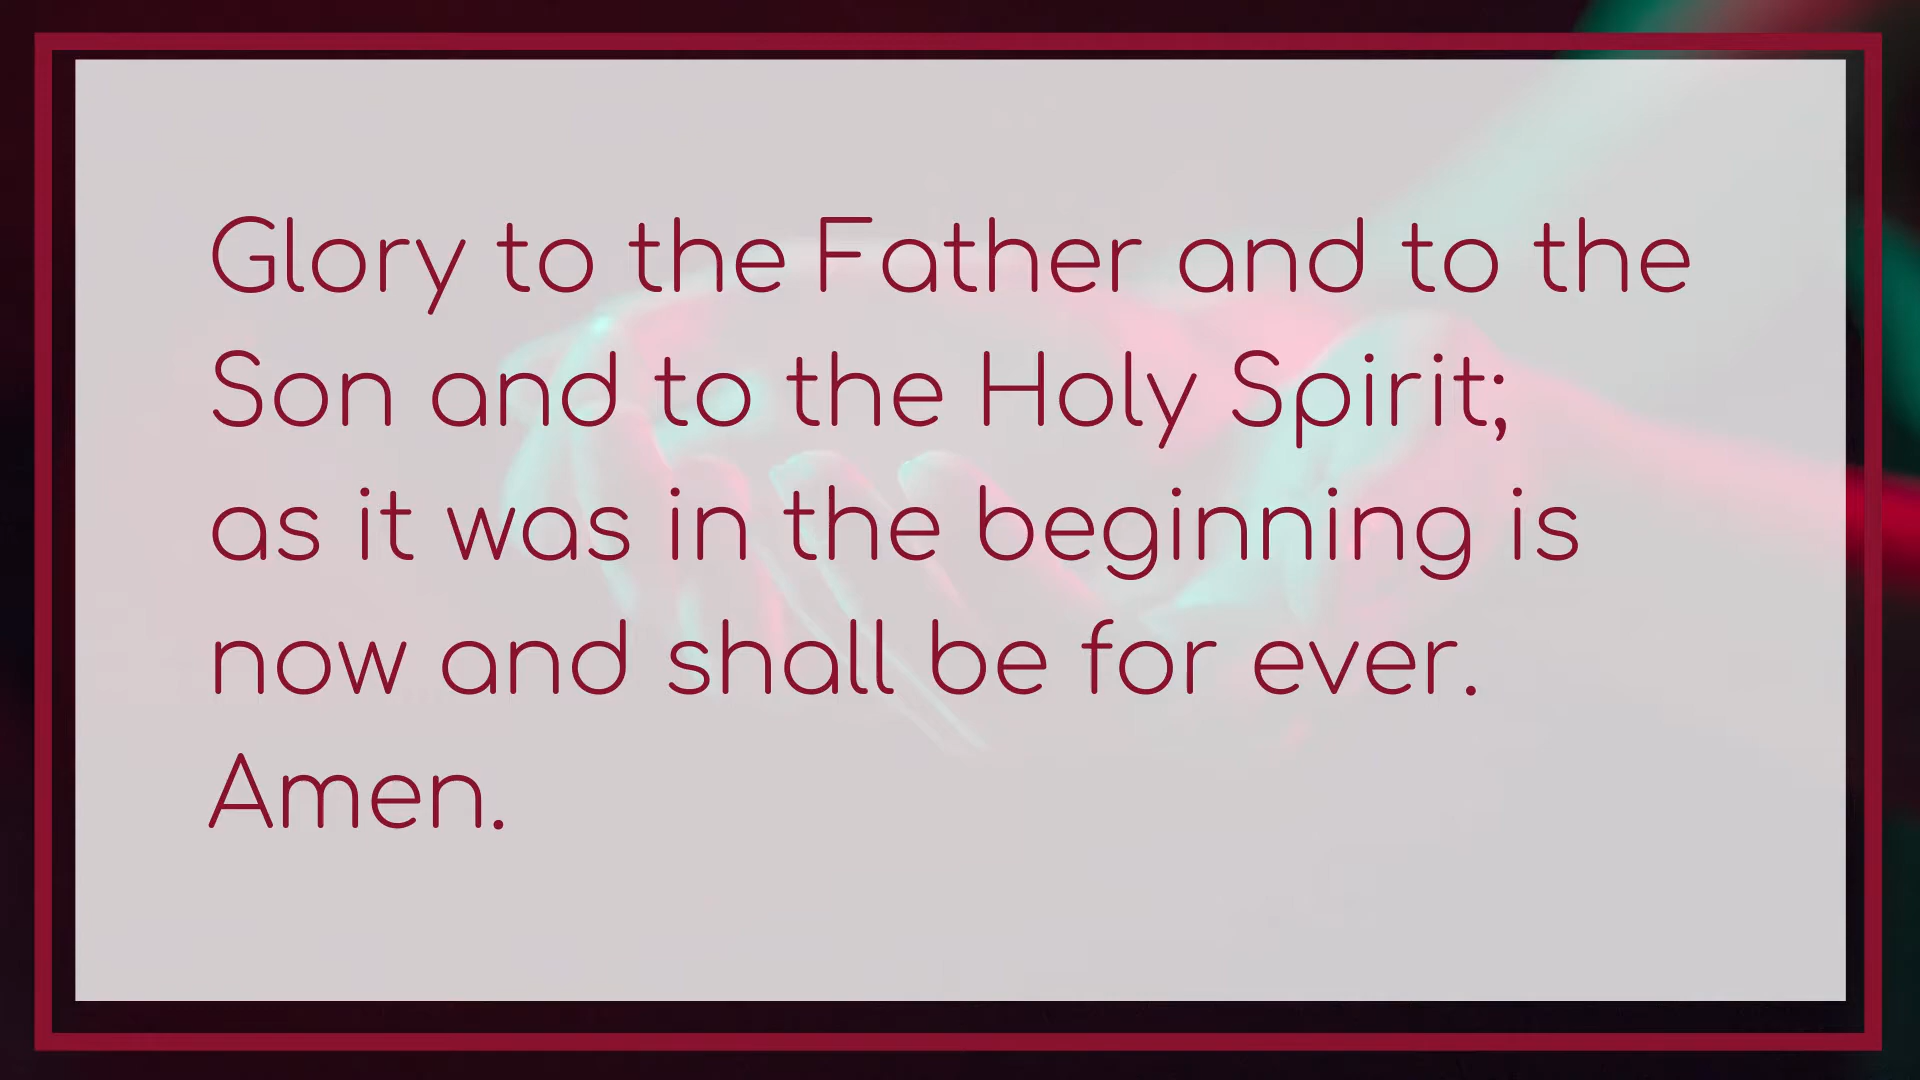 Glory to the Father and to the
Son and to the Holy Spirit;
as it was in the beginning is
now and shall be for ever.
Amen.